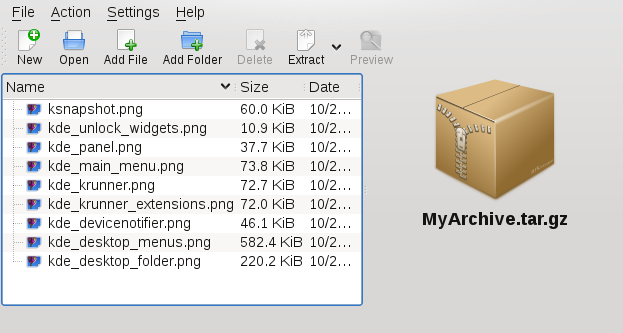 File Action Settings Help
New Open Add File Add Folder Delete Extract Preview
Name Size Date
ksnapshot.png 60.0 KiB 10/2...
kde_unlock_widgets.png 10.9 KiB 10/2...
kde_panel.png 37.7 KiB 10/2...
kde_main_menu.png 73.8 KiB 10/2...
kde_krunner.png 72.7 KiB 10/2...
kde_krunner_extensions.png 72.0 KiB 10/2...
kde_devicenotifier.png 46.1 KiB 10/2...
kde_desktop_menus.png 582.4 KiB 10/2...
kde_desktop_folder.png 220.2 KiB 10/2...
MyArchive.tar.gz